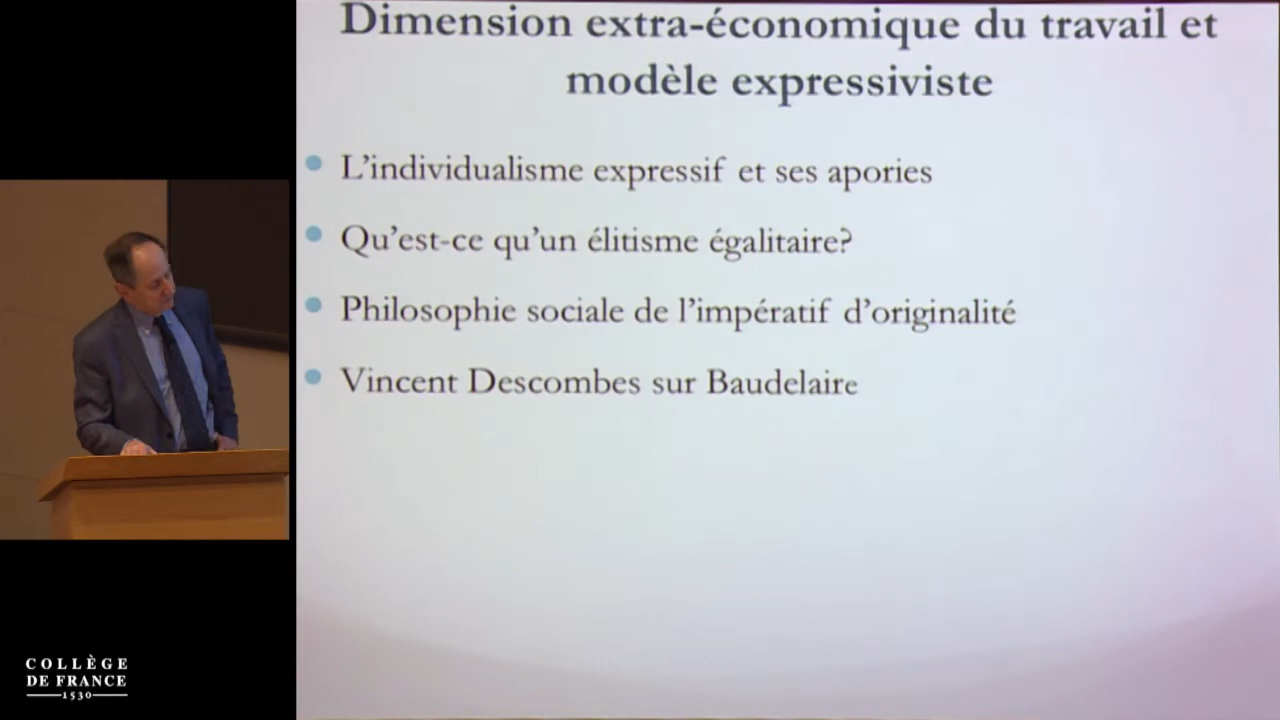 Dimension extra-économique du travail et
modèle expressiviste
L'individualisme expressif et ses apories
Qu'est-ce qu'un élitisme égalitaire?
Philosophie sociale de l'impératif d'originalité
Vincent Descombes sur Baudelaire
COLLÈGE
DE FRANCE
1530